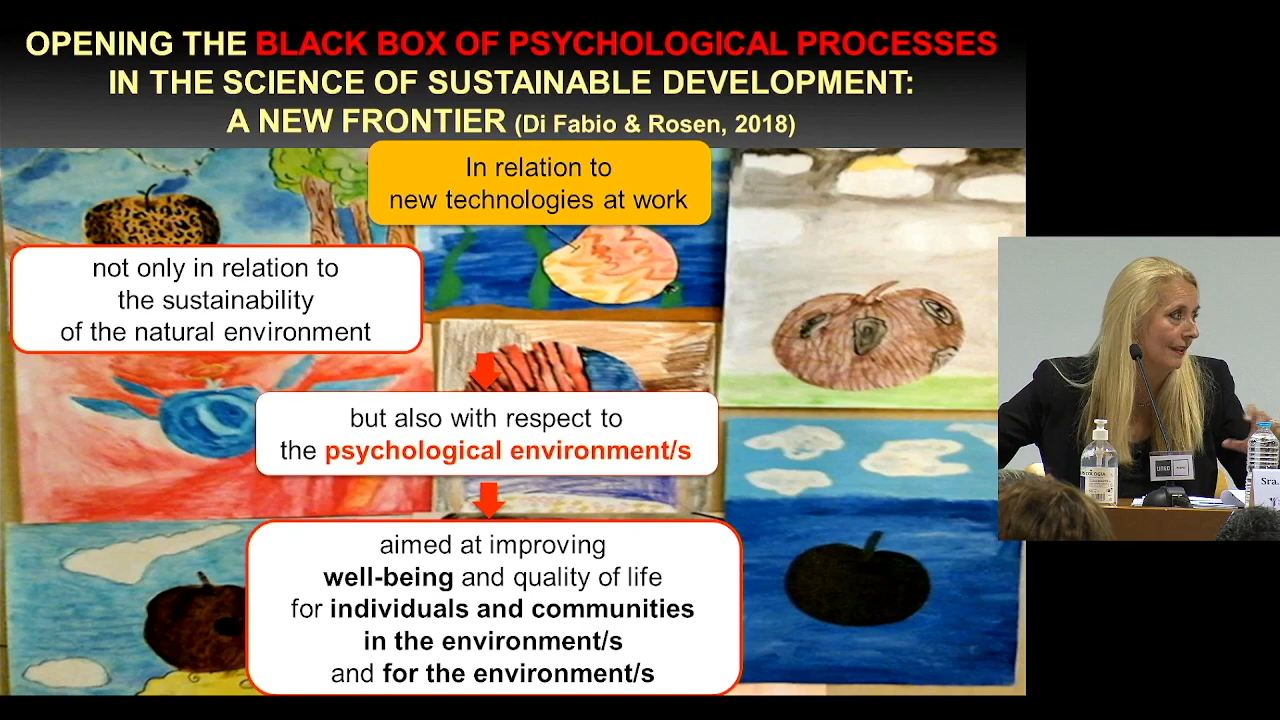 OPENING THE BLACK BOX OF PSYCHOLOGICAL PROCESSES
IN THE SCIENCE OF SUSTAINABLE DEVELOPMENT:
A NEW FRONTIER (Di Fabio & Rosen, 2018)
In relation to
new technologies at work
not only in relation to
the sustainability
of the natural environment
but also with respect to
the psychological environment/s
aimed at improving
well-being and quality of life
for individuals and communities
in the environment/s
and for the environment/s
Sra.